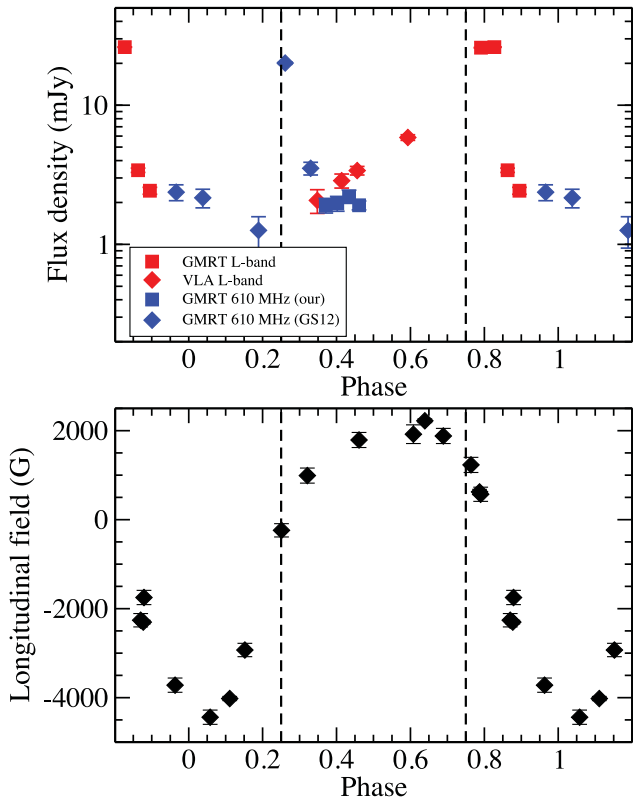 Flux density (mJy)
10
1
GMRT L-band
VLA L-band
GMRT 610 MHz (our)
GMRT 610 MHz (GS12)
0 0.2 0.4 0.6 0.8 1
Phase
Longitudinal field (G)
2000
0
-2000
-4000
0 0.2 0.4 0.6 0.8 1
Phase